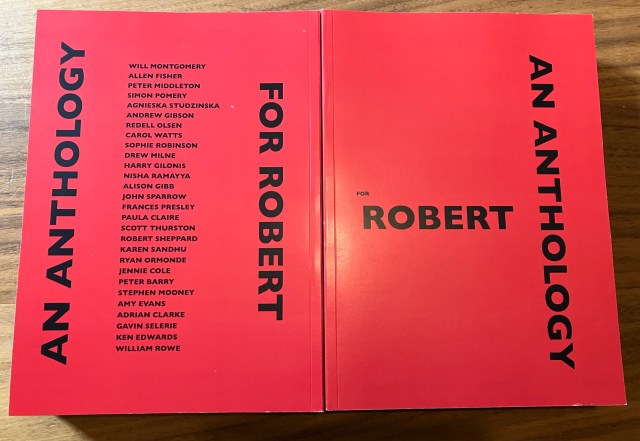 AN ANTHOLOGY
WILL MONTGOMERY
ALLEN FISHER
PETER MIDDLETON
SIMON POMERY
AGNIESKA STUDZINSKA
ANDREW GIBSON
REDELL OLSEN
CAROL WATTS
SOPHIE ROBINSON
DREW MILNE
HARRY GILONIS
NISHA RAMAYYA
ALISON GIBB
JOHN SPARROW
FRANCES PRESLEY
PAULA CLAIRE
SCOTT THURSTON
ROBERT SHEPPARD
KAREN SANDHU
RYAN ORMONDE
JENNIE COLE
PETER BARRY
STEPHEN MOONEY
AMY EVANS
ADRIAN CLARKE
GAVIN SELERIE
KEN EDWARDS
WILLIAM ROWE
FOR ROBERT
FOR
ROBERT
AN ANTHOLOGY